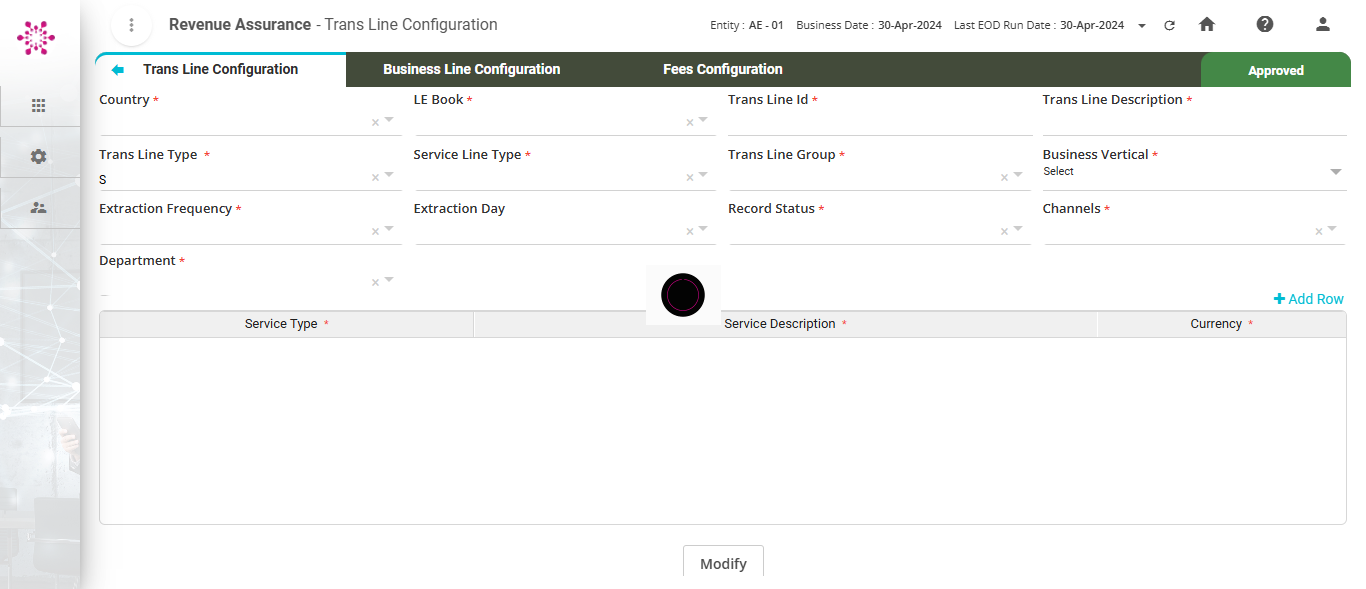 Revenue Assurance - Trans Line Configuration
Entity : AE - 01 Business Date : 30-Apr-2024 Last EOD Run Date : 30-Apr-2024
Trans Line Configuration Business Line Configuration Fees Configuration Approved
Country * LE Book * Trans Line Id * Trans Line Description *
Trans Line Type * Service Line Type * Trans Line Group * Business Vertical *
S Select
Extraction Frequency * Extraction Day Record Status * Channels *
Department *
+ Add Row
Service Type * Service Description * Currency *
Modify